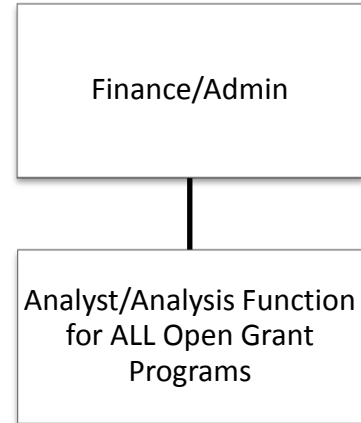 Finance/Admin
Analyst/Analysis Function
for ALL Open Grant
Programs